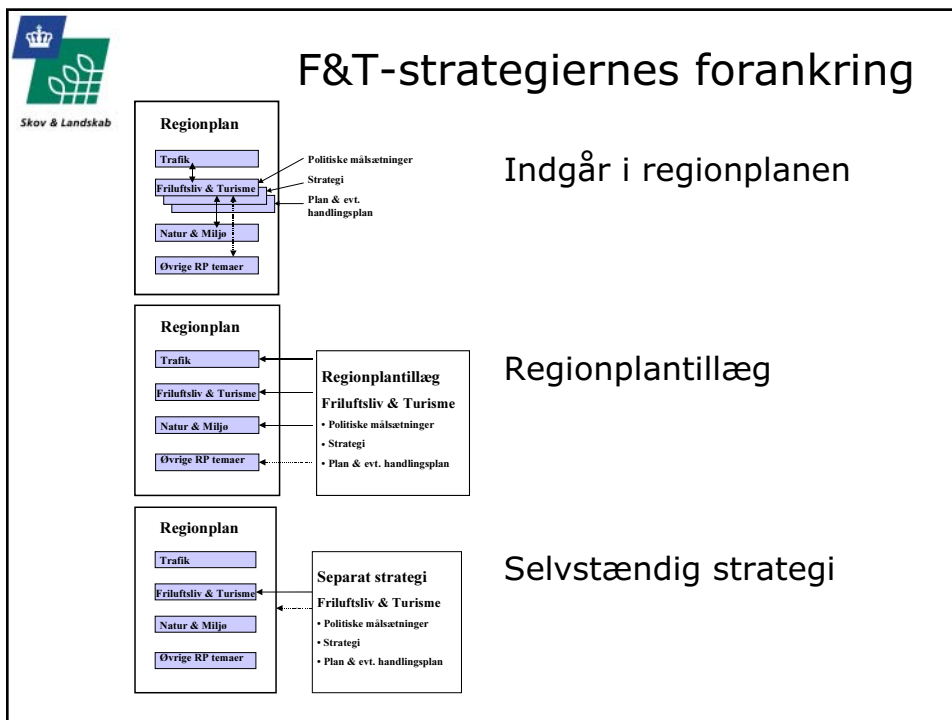 F&T-strategiernes forankring
Skov & Landskab
Regionplan
Trafik
Friluftsliv & Turisme
Natur & Miljø
Øvrige RP temaer
Politiske målsætninger
Strategi
Plan & evt.
handlingsplan
Indgår i regionplanen
Regionplan
Trafik
Friluftsliv & Turisme
Natur & Miljø
Øvrige RP temaer
Regionplantillæg
Friluftsliv & Turisme
• Politiske målsætninger
• Strategi
• Plan & evt. handlingsplan
Regionplantillæg
Regionplan
Trafik
Friluftsliv & Turisme
Natur & Miljø
Øvrige RP temaer
Separat strategi
Friluftsliv & Turisme
• Politiske målsætninger
• Strategi
• Plan & evt. handlingsplan
Selvstændig strategi